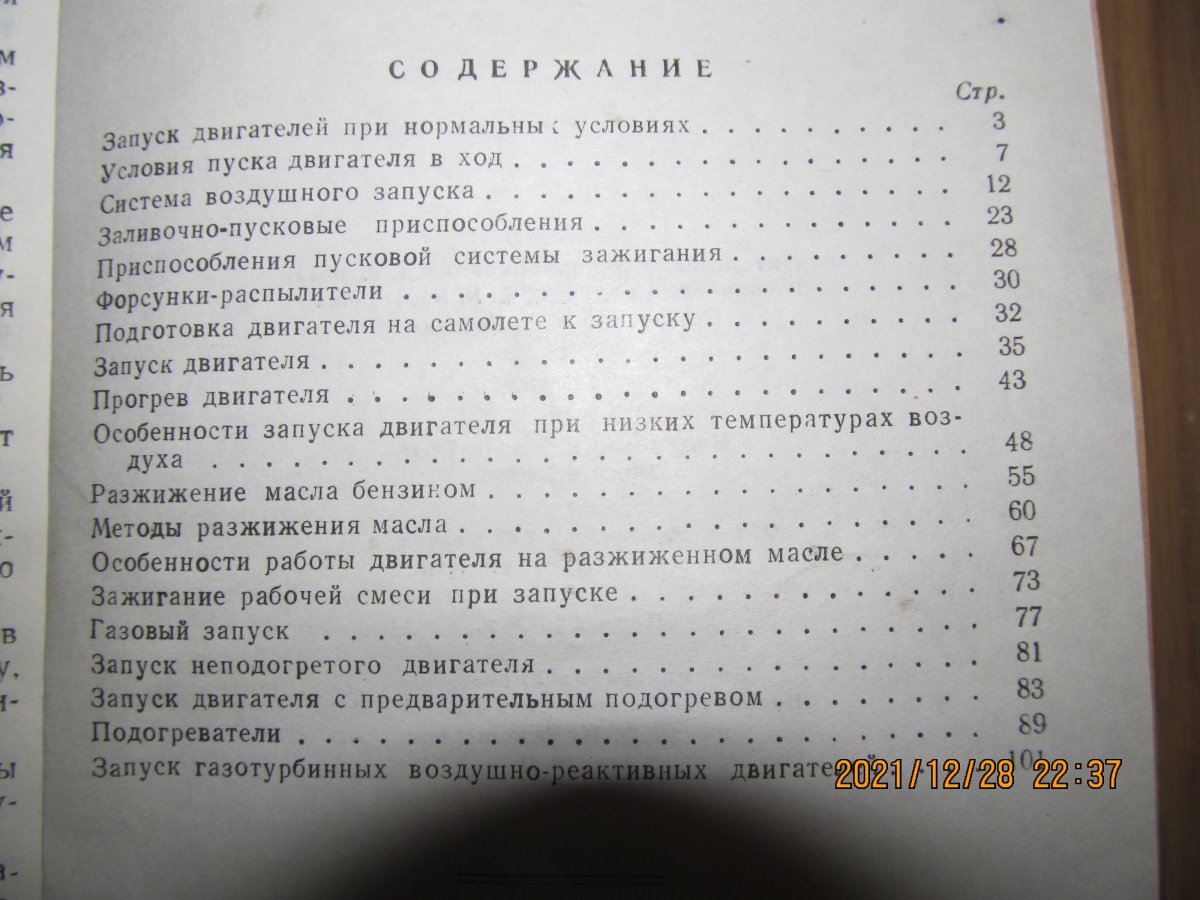 СОДЕРЖАНИЕ
Стр.
Запуск двигателей при нормальных условиях . . . . . . . . . 3
Условия пуска двигателя в ход . . . . . . . . . . . . . . . . 7
Система воздушного запуска . . . . . . . . . . . . . . . . . 12
Заливочно-пусковые приспособления . . . . . . . . . . . . . 23
Приспособления пусковой системы зажигания . . . . . . . . 28
Форсунки-распылители . . . . . . . . . . . . . . . . . . . . 30
Подготовка двигателя на самолете к запуску . . . . . . . . . 32
Запуск двигателя . . . . . . . . . . . . . . . . . . . . . . . 35
Прогрев двигателя . . . . . . . . . . . . . . . . . . . . . . 43
Особенности запуска двигателя при низких температурах воз-
духа . . . . . . . . . . . . . . . . . . . . . . . . . . . 48
Разжижение масла бензином . . . . . . . . . . . . . . . . . 55
Методы разжижения масла . . . . . . . . . . . . . . . . . . 60
Особенности работы двигателя на разжиженном масле . . . . . 67
Зажигание рабочей смеси при запуске . . . . . . . . . . . . 73
Газовый запуск . . . . . . . . . . . . . . . . . . . . . . . 77
Запуск неподогретого двигателя . . . . . . . . . . . . . . . 81
Запуск двигателя с предварительным подогревом . . . . . . . 83
Подогреватели . . . . . . . . . . . . . . . . . . . . . . . . 89
Запуск газотурбинных воздушно-реактивных двигателей . . . 101
2021/12/28 22:37